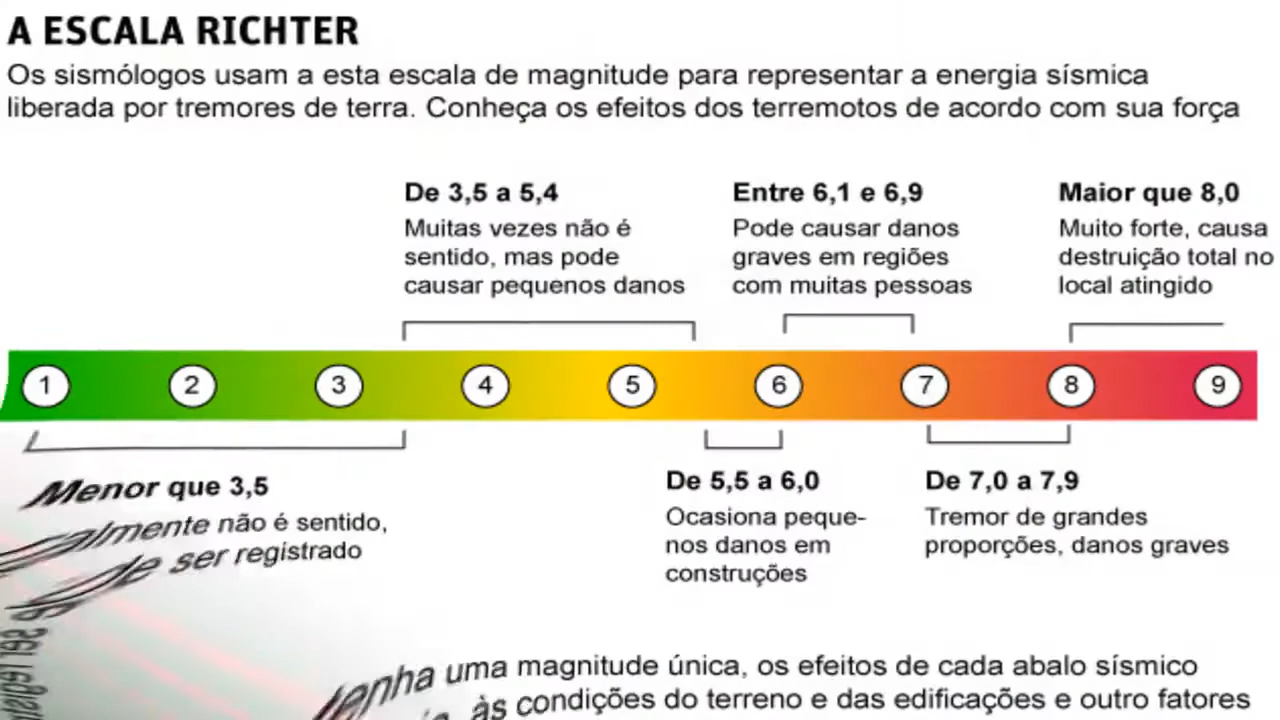 A ESCALA RICHTER
Os sismólogos usam a esta escala de magnitude para representar a energia sísmica
liberada por tremores de terra. Conheça os efeitos dos terremotos de acordo com sua força
De 3,5 a 5,4
Muitas vezes não é
sentido, mas pode
causar pequenos danos
Entre 6,1 e 6,9
Pode causar danos
graves em regiões
com muitas pessoas
Maior que 8,0
Muito forte, causa
destruição total no
local atingido
1 2 3 4 5 6 7 8 9
Menor que 3,5
não é sentido,
ser registrado
De 5,5 a 6,0
Ocasiona peque-
nos danos em
construções
De 7,0 a 7,9
Tremor de grandes
proporções, danos graves
uma magnitude única, os efeitos de cada abalo sísmico
às condições do terreno e das edificações e outro fatores